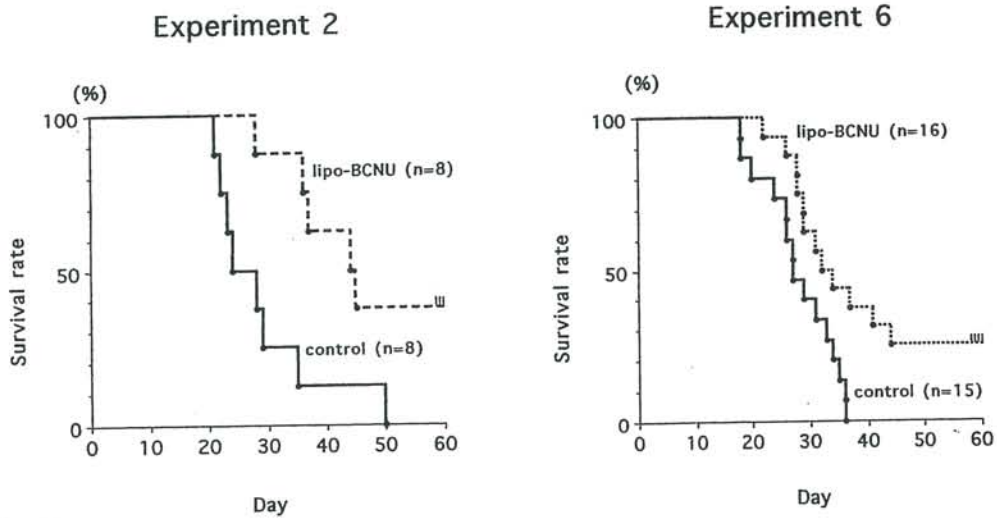 Experiment 2
(%)
100
50
0
Survival rate
lipo-BCNU (n=8)
control (n=8)
0 10 20 30 40 50 60
Day
Experiment 6
(%)
100
50
0
Survival rate
lipo-BCNU (n=16)
control (n=15)
0 10 20 30 40 50 60
Day